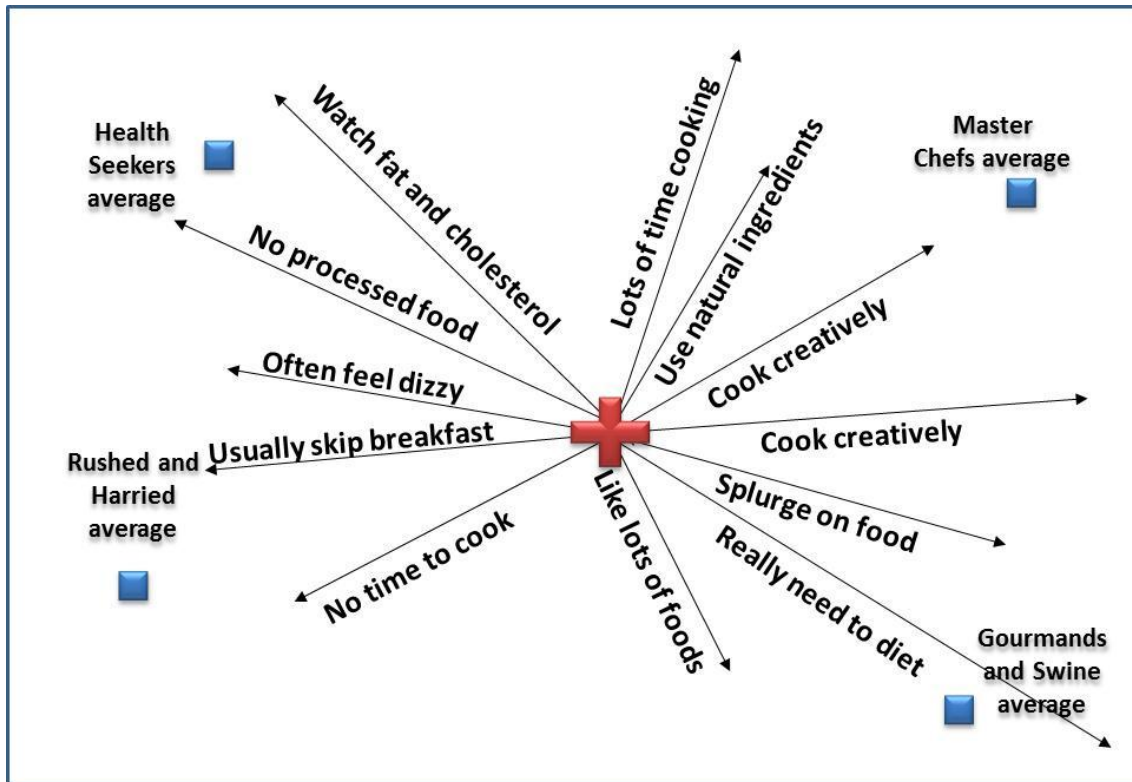 Health
Seekers
average
Watch fat and cholesterol
No processed food
Often feel dizzy
Usually skip breakfast
Rushed and
Harried
average
No time to cook
Lots of time cooking
Use natural ingredients
Master
Chefs average
Cook creatively
Cook creatively
Splurge on food
Really need to diet
Like lots of foods
Gourmands
and Swine
average